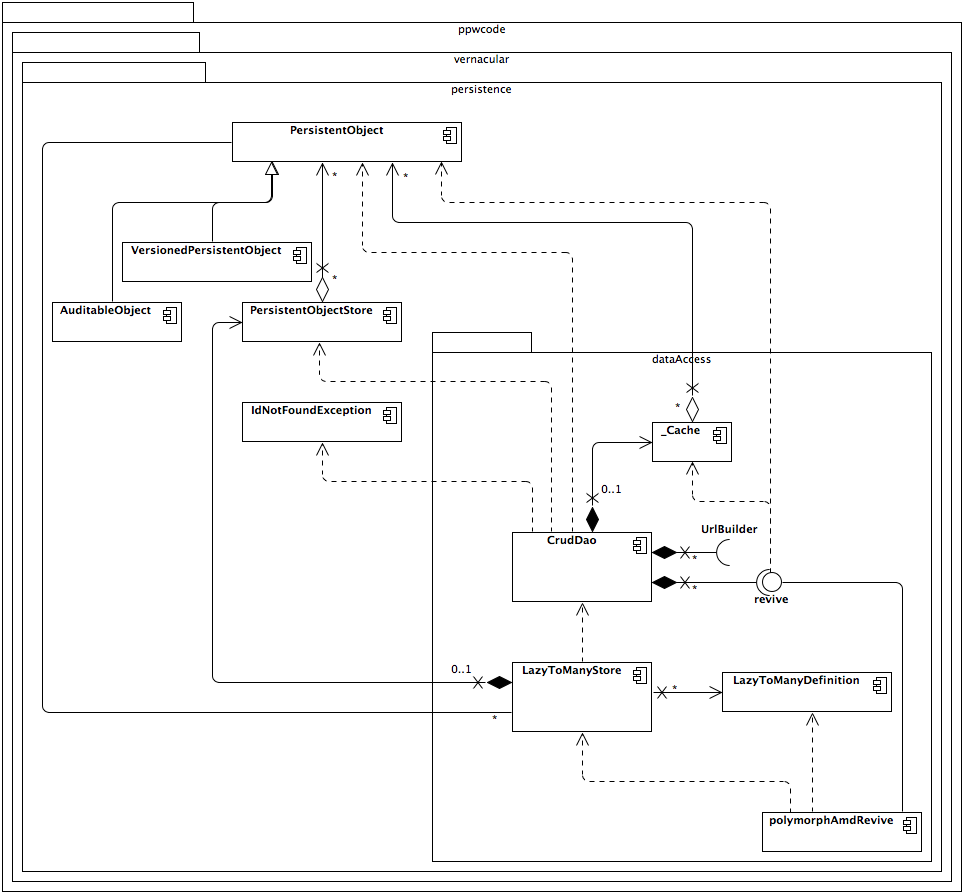 ppwcode
vernacular
persistence
PersistentObject
*
*
VersionedPersistentObject
*
AuditableObject
PersistentObjectStore
dataAccess
*
IdNotFoundException
_Cache
0..1
UrlBuilder
CrudDao
*
*
revive
0..1
LazyToManyStore
LazyToManyDefinition
*
*
polymorphAmdRevive